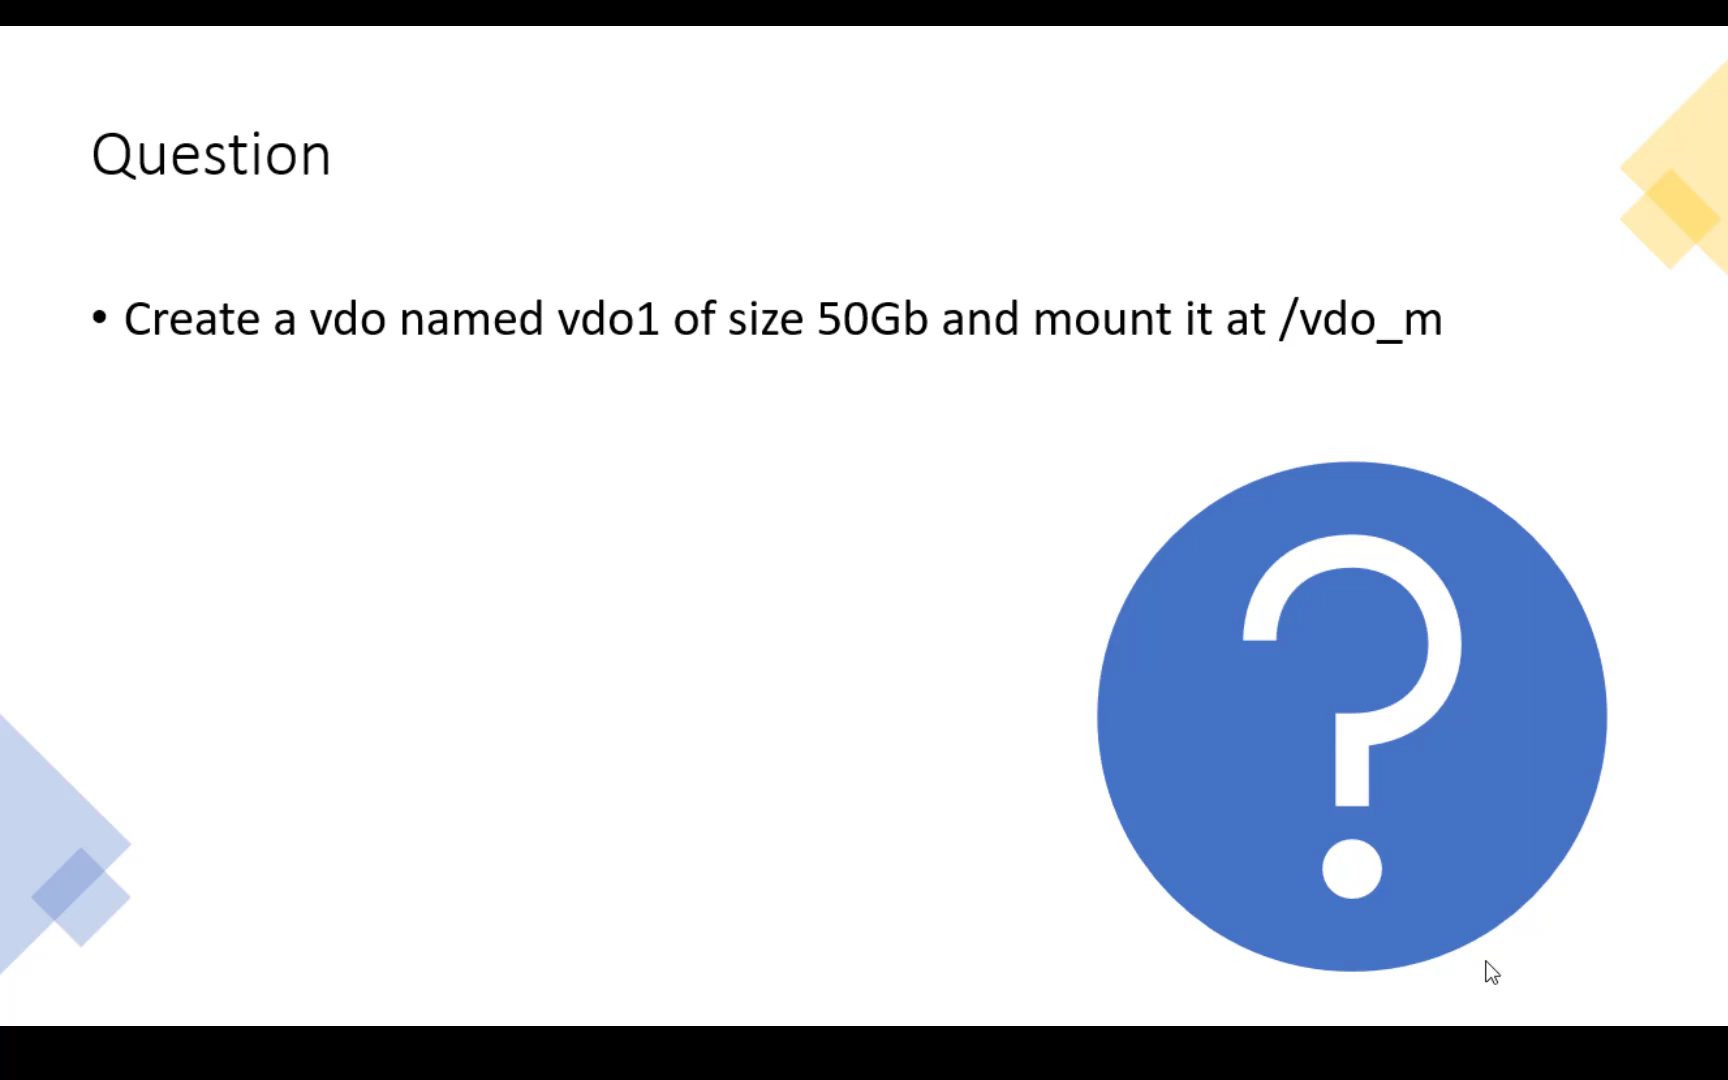 Question
• Create a vdo named vdo1 of size 50Gb and mount it at /vdo_m